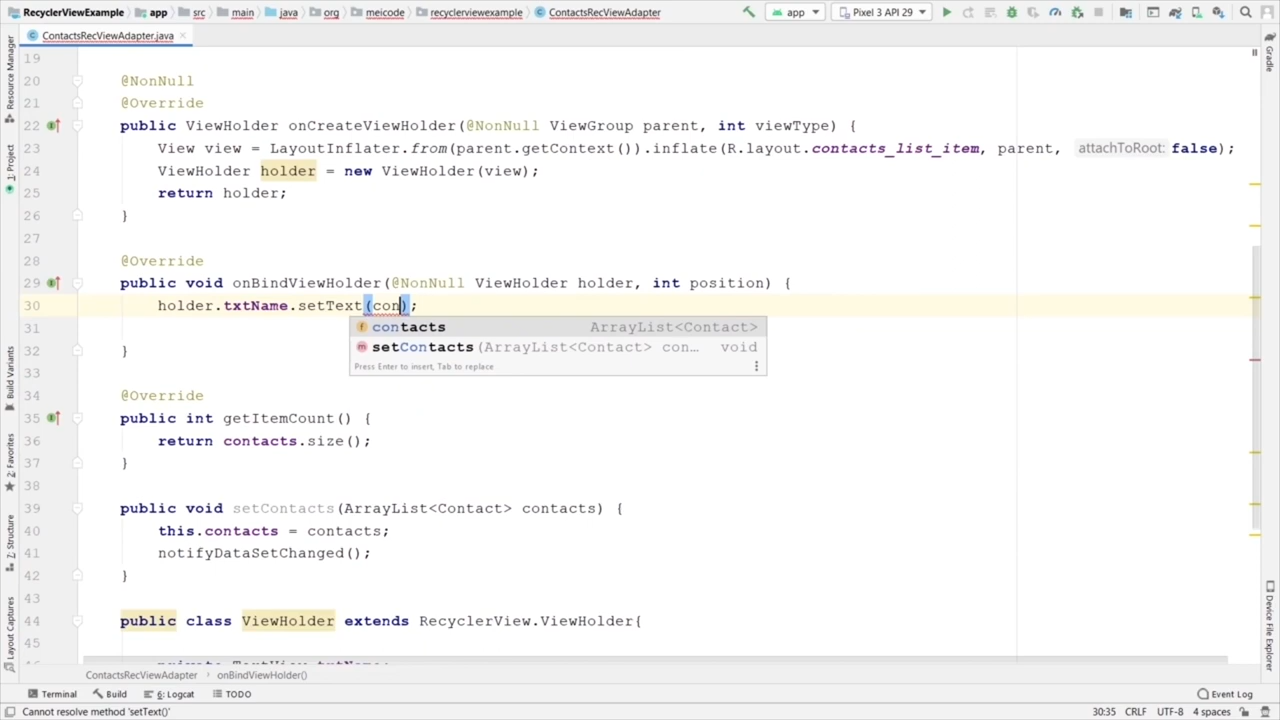 RecyclerViewExample app src main java org meicode recyclerviewexample ContactsRecViewAdapter app Pixel 3 API 29
ContactsRecViewAdapter.java
19
20 @NonNull
21 @Override
22 public ViewHolder onCreateViewHolder(@NonNull ViewGroup parent, int viewType) {
23 View view = LayoutInflater.from(parent.getContext()).inflate(R.layout.contacts_list_item, parent, attachToRoot: false);
24 ViewHolder holder = new ViewHolder(view);
25 return holder;
26 }
27
28 @Override
29 public void onBindViewHolder(@NonNull ViewHolder holder, int position) {
30 holder.txtName.setText(con);
31
contacts ArrayList<Contact>
setContacts(ArrayList<Contact> con… void
Press Enter to insert, Tab to replace
32 }
33
34 @Override
35 public int getItemCount() {
36 return contacts.size();
37 }
38
39 public void setContacts(ArrayList<Contact> contacts) {
40 this.contacts = contacts;
41 notifyDataSetChanged();
42 }
43
44 public class ViewHolder extends RecyclerView.ViewHolder{
45
ContactsRecViewAdapter onBindViewHolder()
Terminal Build 6: Logcat TODO Event Log
Cannot resolve method 'setText()' 30:35 CRLF UTF-8 4 spaces
Resource Manager
1: Project
Build Variants
2: Favorites
7: Structure
Layout Captures
Gradle
Device File Explorer